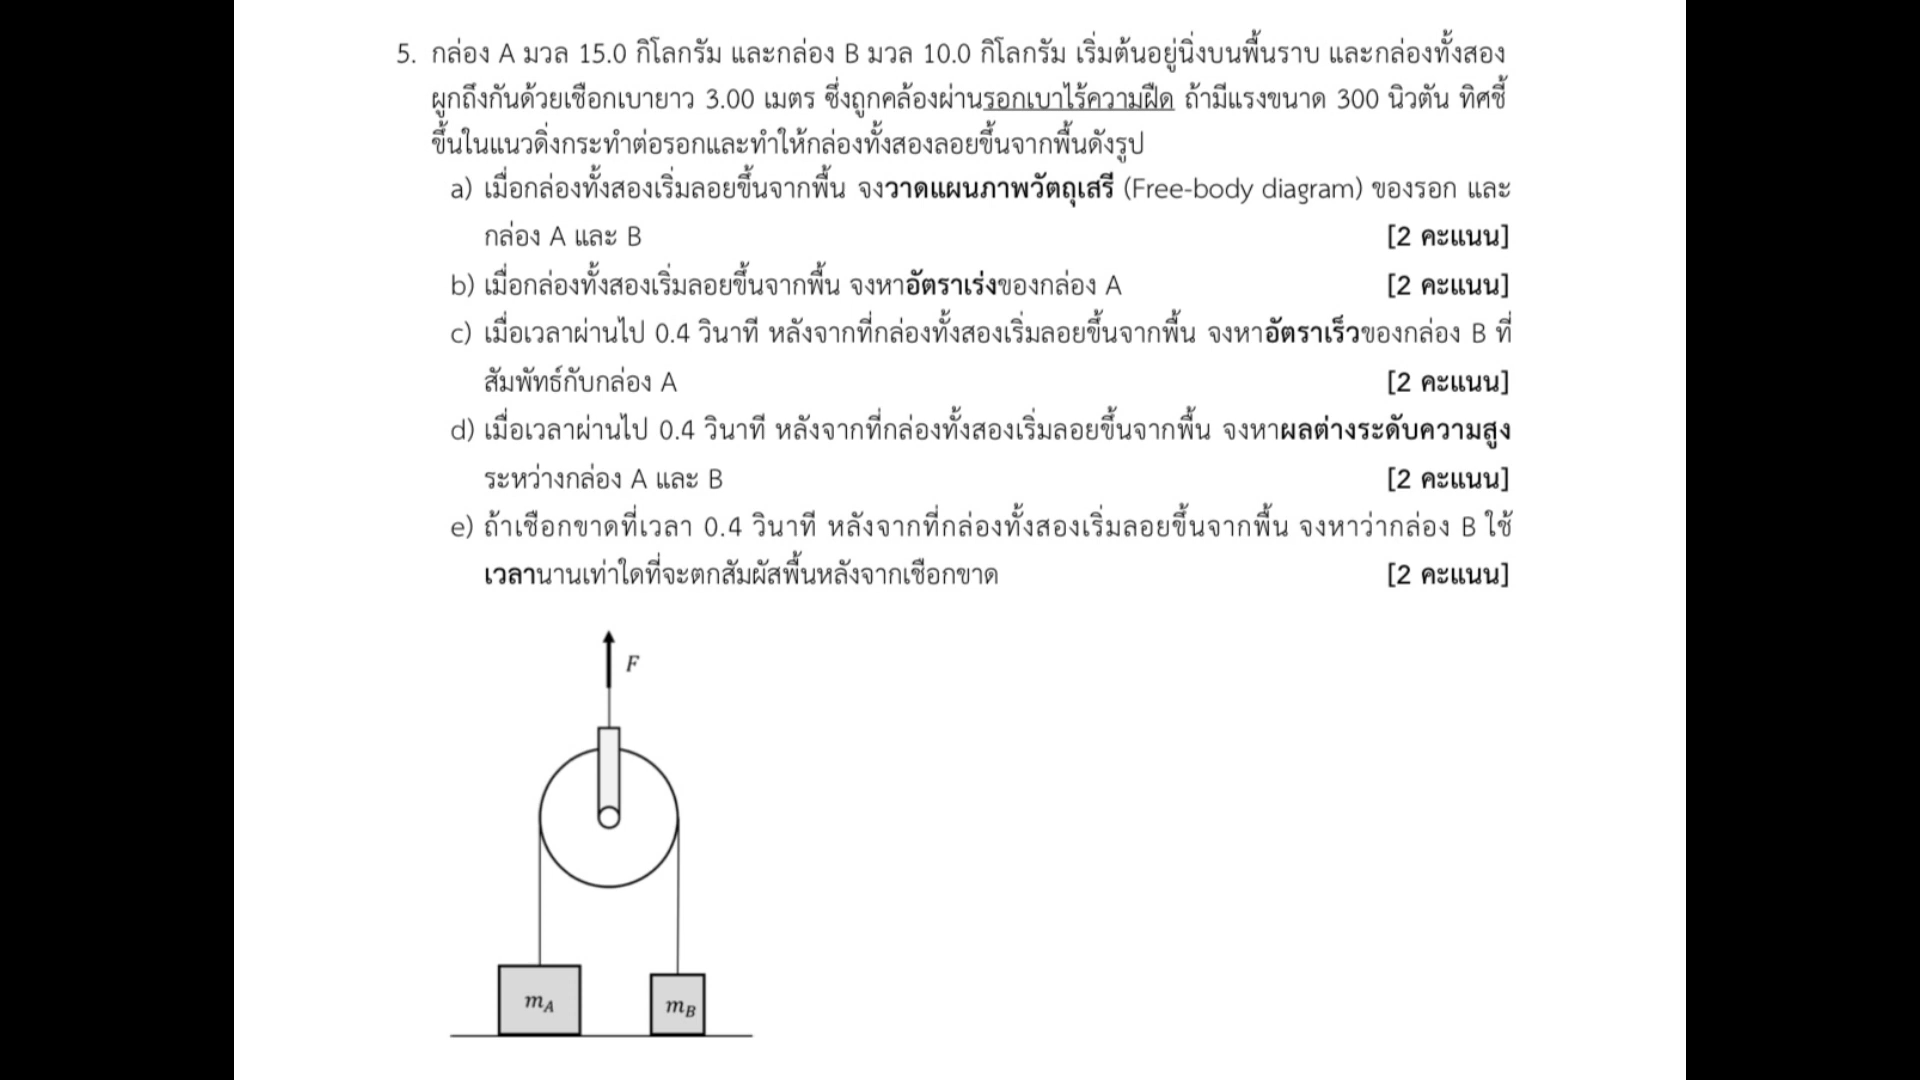 5. กล่อง A มวล 15.0 กิโลกรัม และกล่อง B มวล 10.0 กิโลกรัม เริ่มต้นอยู่นิ่งบนพื้นราบ และกล่องทั้งสอง
ผูกถึงกันด้วยเชือกเบายาว 3.00 เมตร ซึ่งถูกคล้องผ่านรอกเบาไร้ความฝืด ถ้ามีแรงขนาด 300 นิวตัน ทิศชี้
ขึ้นในแนวดิ่งกระทำต่อรอกและทำให้กล่องทั้งสองลอยขึ้นจากพื้นดังรูป
a) เมื่อกล่องทั้งสองเริ่มลอยขึ้นจากพื้น จงวาดแผนภาพวัตถุเสรี (Free-body diagram) ของรอก และ
กล่อง A และ B [2 คะแนน]
b) เมื่อกล่องทั้งสองเริ่มลอยขึ้นจากพื้น จงหาอัตราเร่งของกล่อง A [2 คะแนน]
c) เมื่อเวลาผ่านไป 0.4 วินาที หลังจากที่กล่องทั้งสองเริ่มลอยขึ้นจากพื้น จงหาอัตราเร็วของกล่อง B ที่
สัมพัทธ์กับกล่อง A [2 คะแนน]
d) เมื่อเวลาผ่านไป 0.4 วินาที หลังจากที่กล่องทั้งสองเริ่มลอยขึ้นจากพื้น จงหาผลต่างระดับความสูง
ระหว่างกล่อง A และ B [2 คะแนน]
e) ถ้าเชือกขาดที่เวลา 0.4 วินาที หลังจากที่กล่องทั้งสองเริ่มลอยขึ้นจากพื้น จงหาว่ากล่อง B ใช้
เวลานานเท่าใดที่จะตกสัมผัสพื้นหลังจากเชือกขาด [2 คะแนน]
F
m_A
m_B